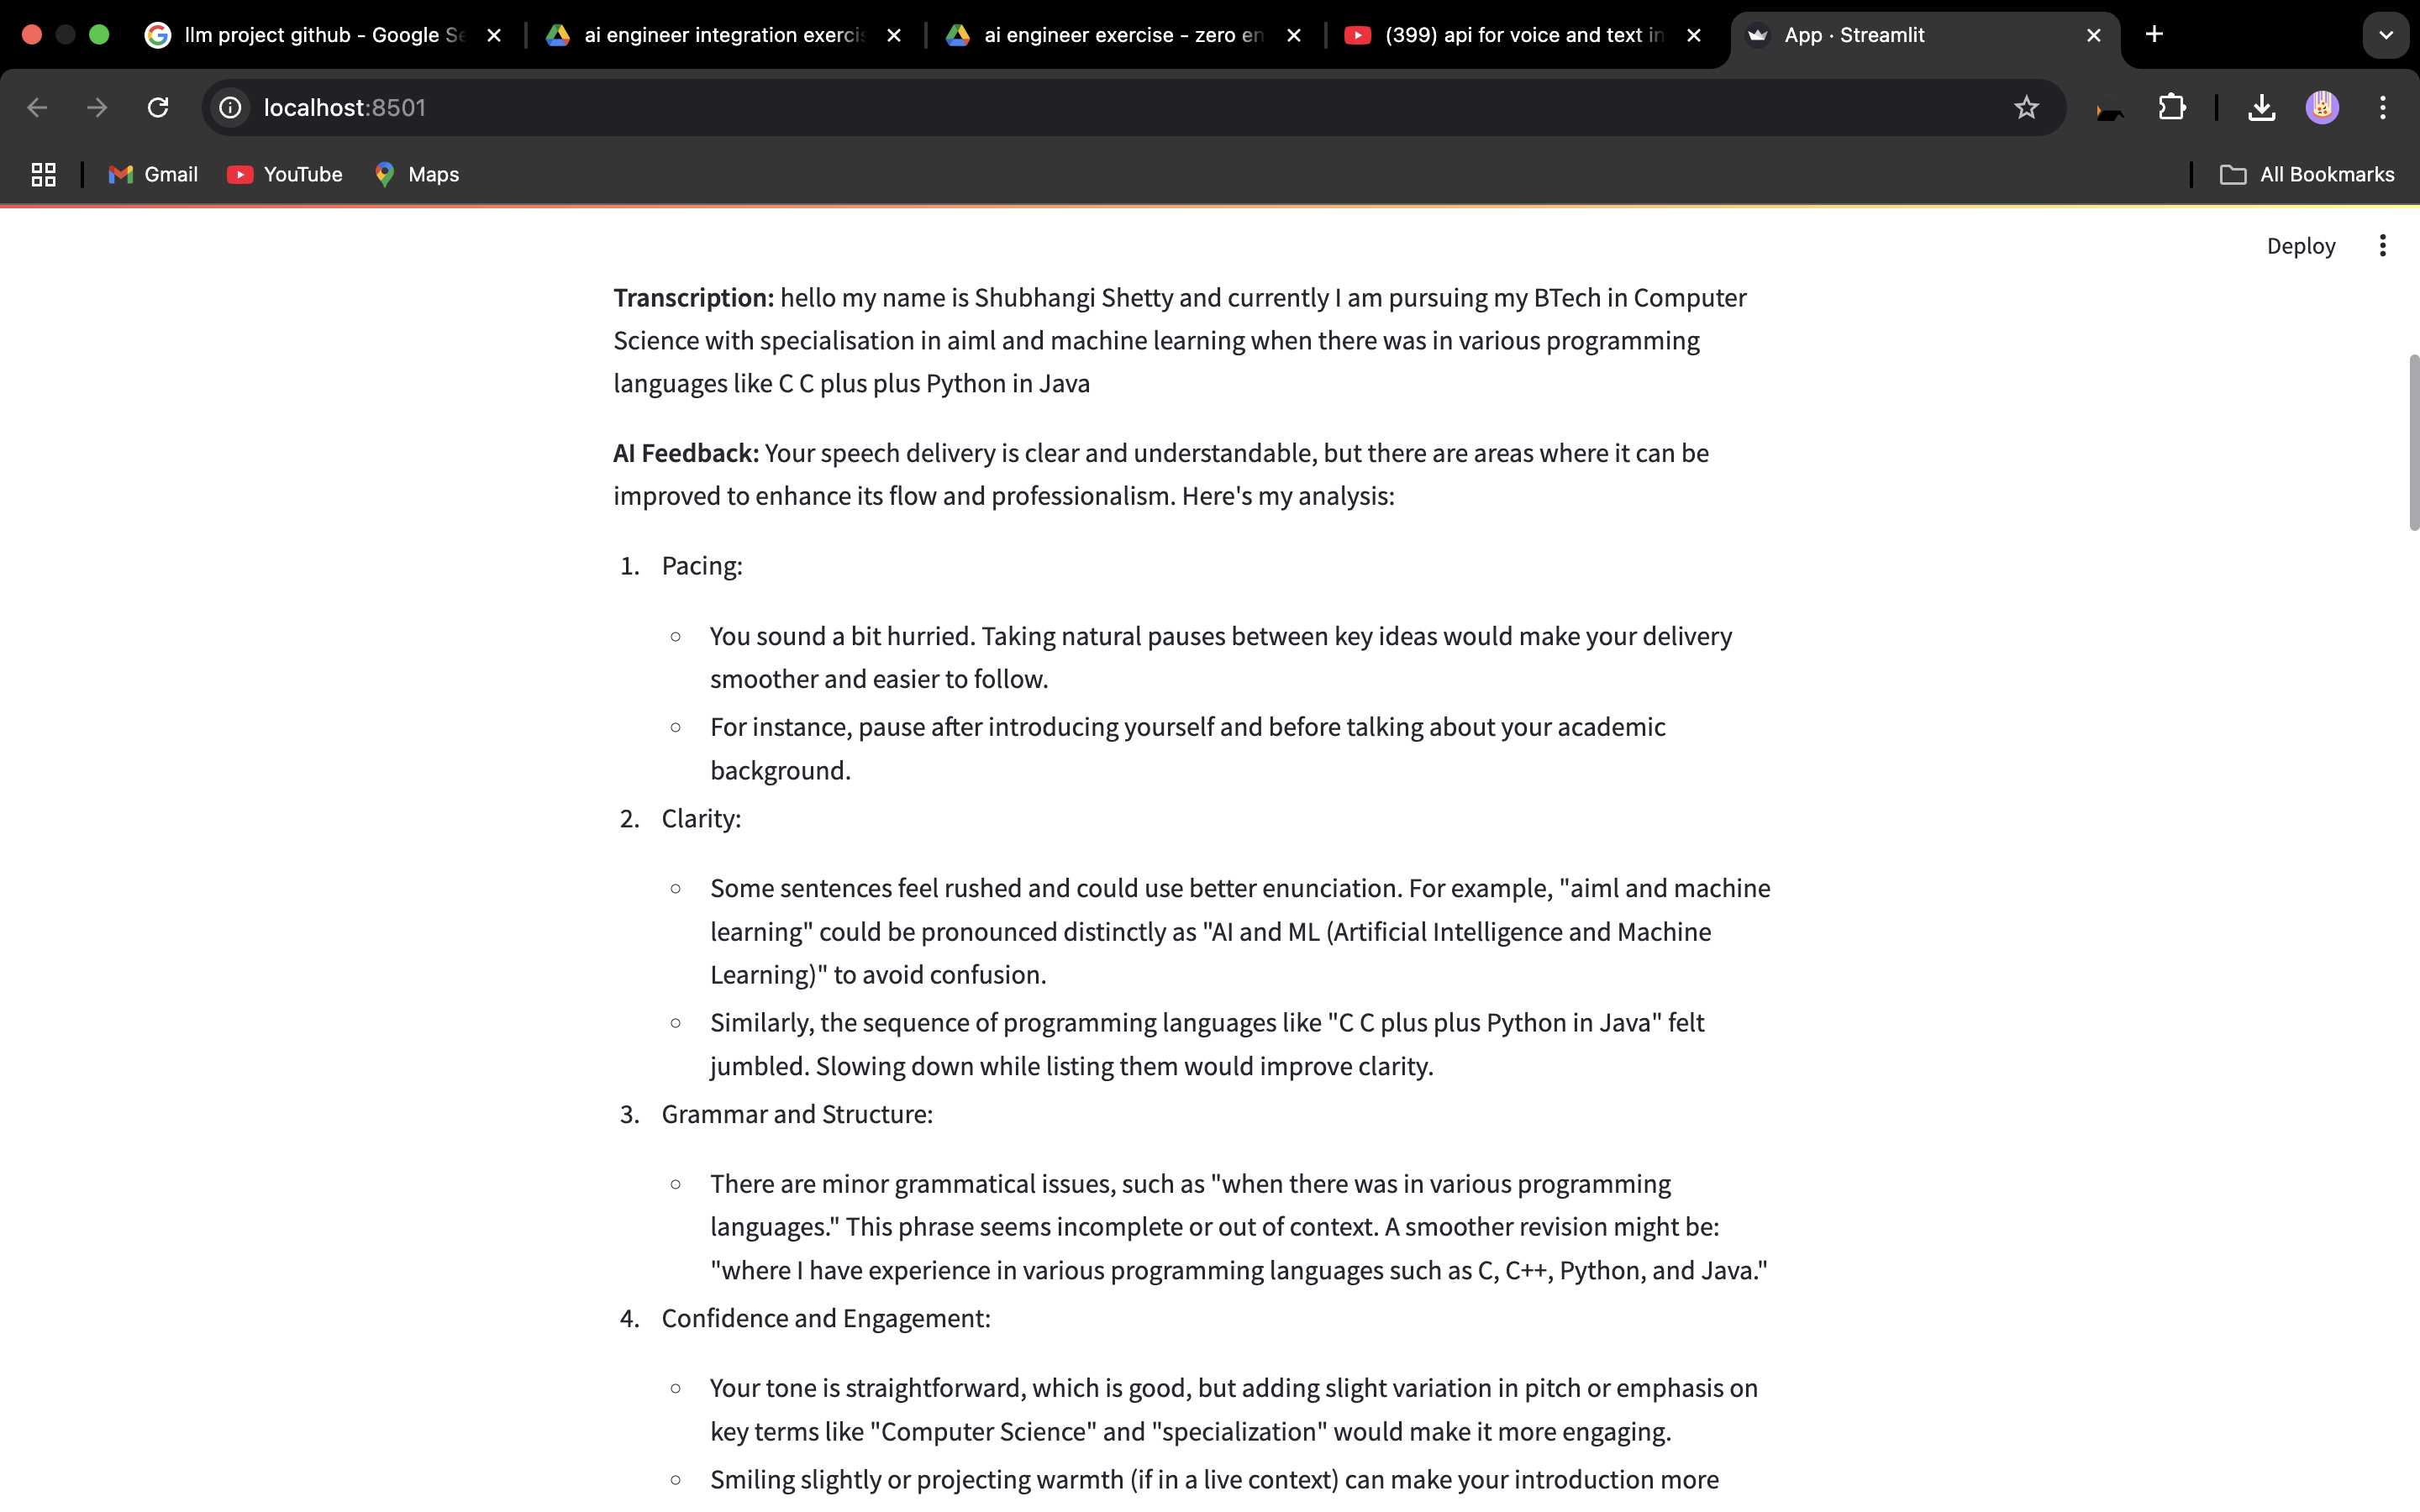 llm project github - Google Se
ai engineer integration exercis
ai engineer exercise - zero en
(399) api for voice and text in
App · Streamlit
localhost:8501
Gmail
YouTube
Maps
All Bookmarks
Deploy
Transcription: hello my name is Shubhangi Shetty and currently I am pursuing my BTech in Computer
Science with specialisation in aiml and machine learning when there was in various programming
languages like C C plus plus Python in Java
AI Feedback: Your speech delivery is clear and understandable, but there are areas where it can be
improved to enhance its flow and professionalism. Here's my analysis:
1. Pacing:
○ You sound a bit hurried. Taking natural pauses between key ideas would make your delivery
smoother and easier to follow.
○ For instance, pause after introducing yourself and before talking about your academic
background.
2. Clarity:
○ Some sentences feel rushed and could use better enunciation. For example, "aiml and machine
learning" could be pronounced distinctly as "AI and ML (Artificial Intelligence and Machine
Learning)" to avoid confusion.
○ Similarly, the sequence of programming languages like "C C plus plus Python in Java" felt
jumbled. Slowing down while listing them would improve clarity.
3. Grammar and Structure:
○ There are minor grammatical issues, such as "when there was in various programming
languages." This phrase seems incomplete or out of context. A smoother revision might be:
"where I have experience in various programming languages such as C, C++, Python, and Java."
4. Confidence and Engagement:
○ Your tone is straightforward, which is good, but adding slight variation in pitch or emphasis on
key terms like "Computer Science" and "specialization" would make it more engaging.
○ Smiling slightly or projecting warmth (if in a live context) can make your introduction more